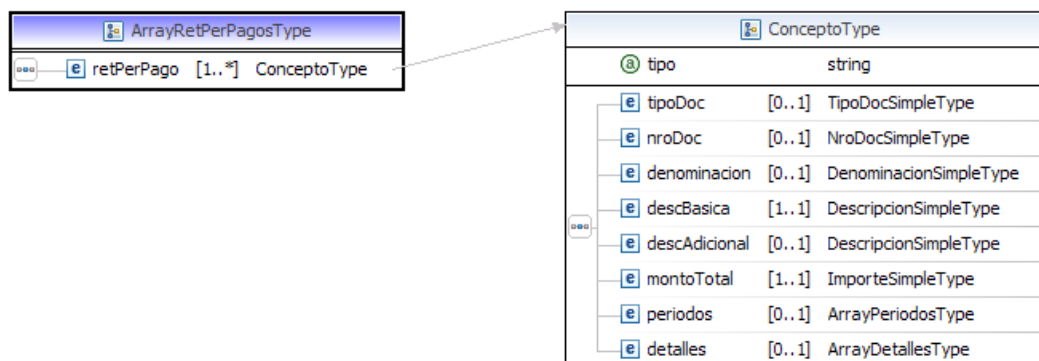 ArrayRetPerPagosType
e retPerPago [1..*] ConceptoType
ConceptoType
a tipo string
e tipoDoc [0..1] TipoDocSimpleType
e nroDoc [0..1] NroDocSimpleType
e denominacion [0..1] DenominacionSimpleType
e descBasica [1..1] DescripcionSimpleType
e descAdicional [0..1] DescripcionSimpleType
e montoTotal [1..1] ImporteSimpleType
e periodos [0..1] ArrayPeriodosType
e detalles [0..1] ArrayDetallesType